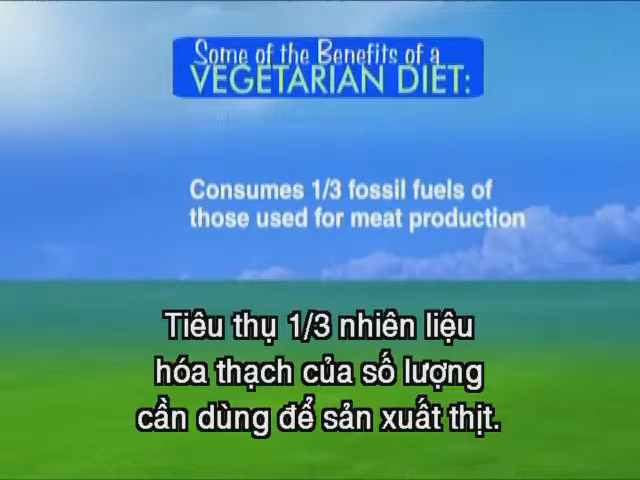 Some of the Benefits of a
VEGETARIAN DIET:
Consumes 1/3 fossil fuels of
those used for meat production
Tiêu thụ 1/3 nhiên liệu
hóa thạch của số lượng
cần dùng để sản xuất thịt.